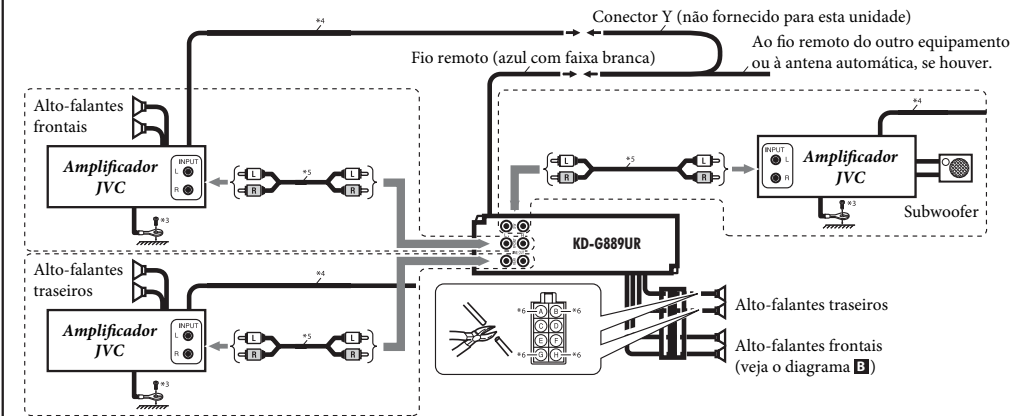 Conector Y (não fornecido para esta unidade)
Ao fio remoto do outro equipamento
ou à antena automática, se houver.
Fio remoto (azul com faixa branca)
*4
Alto-falantes
frontais
Amplificador
JVC
INPUT
L
R
*3
L
R
*5
L
R
L
R
*5
L
R
*4
INPUT
L
R
Amplificador
JVC
*3
Subwoofer
KD-G889UR
Alto-falantes
traseiros
*4
Amplificador
JVC
INPUT
L
R
*3
L
R
*5
L
R
*6 A B *6
C D
E F
*6 G H *6
Alto-falantes traseiros
Alto-falantes frontais
(veja o diagrama B)